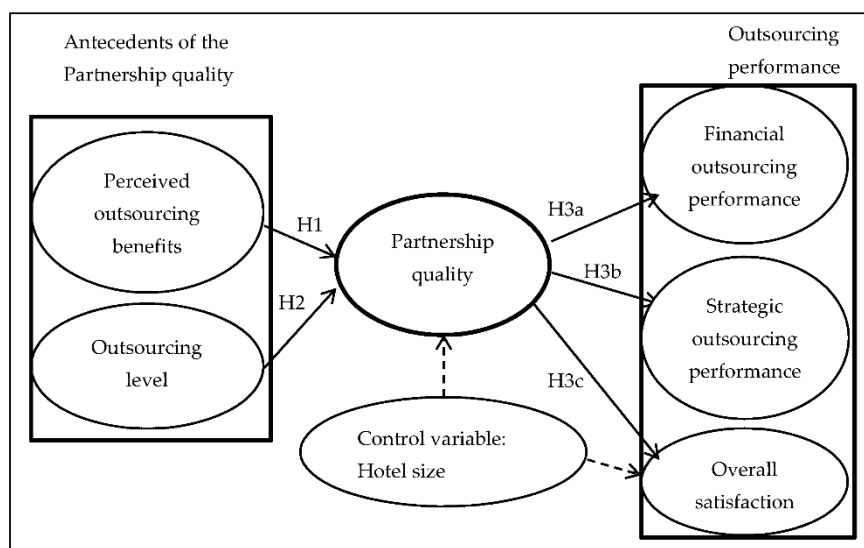 Antecedents of the
Partnership quality
Perceived
outsourcing
benefits
Outsourcing
level
H1
H2
Partnership
quality
Control variable:
Hotel size
H3a
H3b
H3c
Outsourcing
performance
Financial
outsourcing
performance
Strategic
outsourcing
performance
Overall
satisfaction